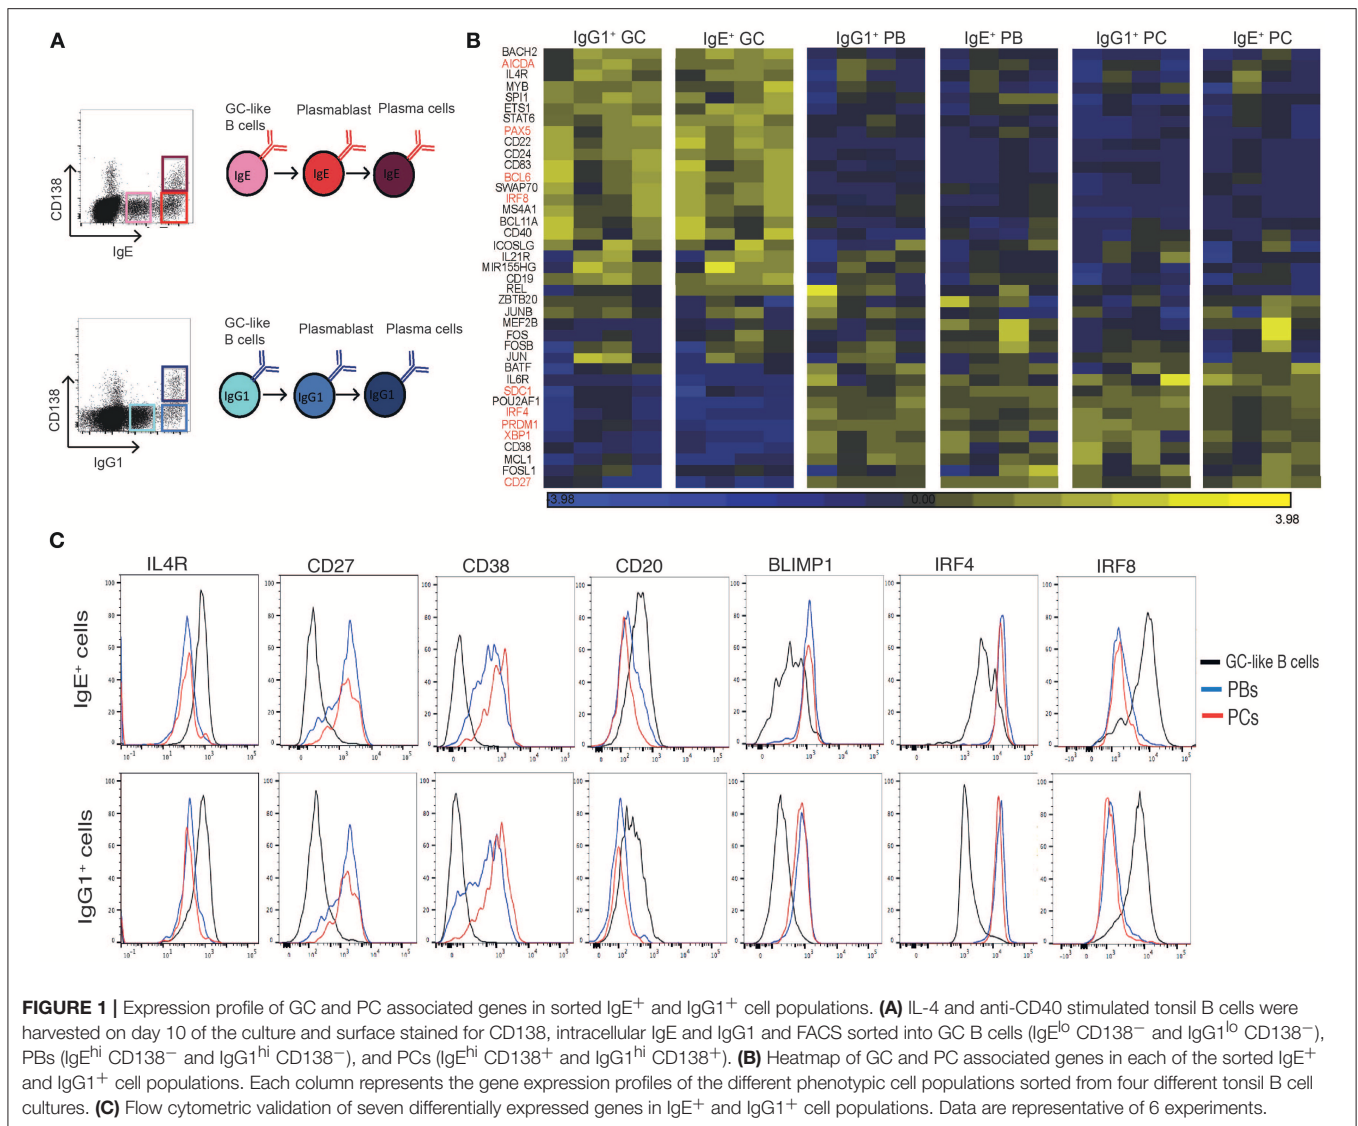 A
GC-like
B cells
Plasmablast
Plasma cells
IgE
IgE
IgE
CD138
IgE
GC-like
B cells
Plasmablast
Plasma cells
IgG1
IgG1
IgG1
CD138
IgG1
B
IgG1⁺ GC
IgE⁺ GC
IgG1⁺ PB
IgE⁺ PB
IgG1⁺ PC
IgE⁺ PC
BACH2
AICDA
IL4R
MYB
SPI1
ETS1
STAT6
PAX5
CD22
CD24
CD83
BCL6
SWAP70
IRF8
MS4A1
BCL11A
CD40
ICOSLG
IL21R
MIR155HG
CD19
REL
ZBTB20
JUNB
MEF2B
FOS
FOSB
JUN
BATF
IL6R
SDC1
POU2AF1
IRF4
PRDM1
XBP1
CD38
MCL1
FOSL1
CD27
-3.98 0.00
3.98
C
IL4R CD27 CD38 CD20 BLIMP1 IRF4 IRF8
IgE⁺ cells
GC-like B cells
PBs
PCs
IgG1⁺ cells
FIGURE 1 | Expression profile of GC and PC associated genes in sorted IgE⁺ and IgG1⁺ cell populations. (A) IL-4 and anti-CD40 stimulated tonsil B cells were
harvested on day 10 of the culture and surface stained for CD138, intracellular IgE and IgG1 and FACS sorted into GC B cells (IgE^lo CD138⁻ and IgG1^lo CD138⁻),
PBs (IgE^hi CD138⁻ and IgG1^hi CD138⁻), and PCs (IgE^hi CD138⁺ and IgG1^hi CD138⁺). (B) Heatmap of GC and PC associated genes in each of the sorted IgE⁺
and IgG1⁺ cell populations. Each column represents the gene expression profiles of the different phenotypic cell populations sorted from four different tonsil B cell
cultures. (C) Flow cytometric validation of seven differentially expressed genes in IgE⁺ and IgG1⁺ cell populations. Data are representative of 6 experiments.